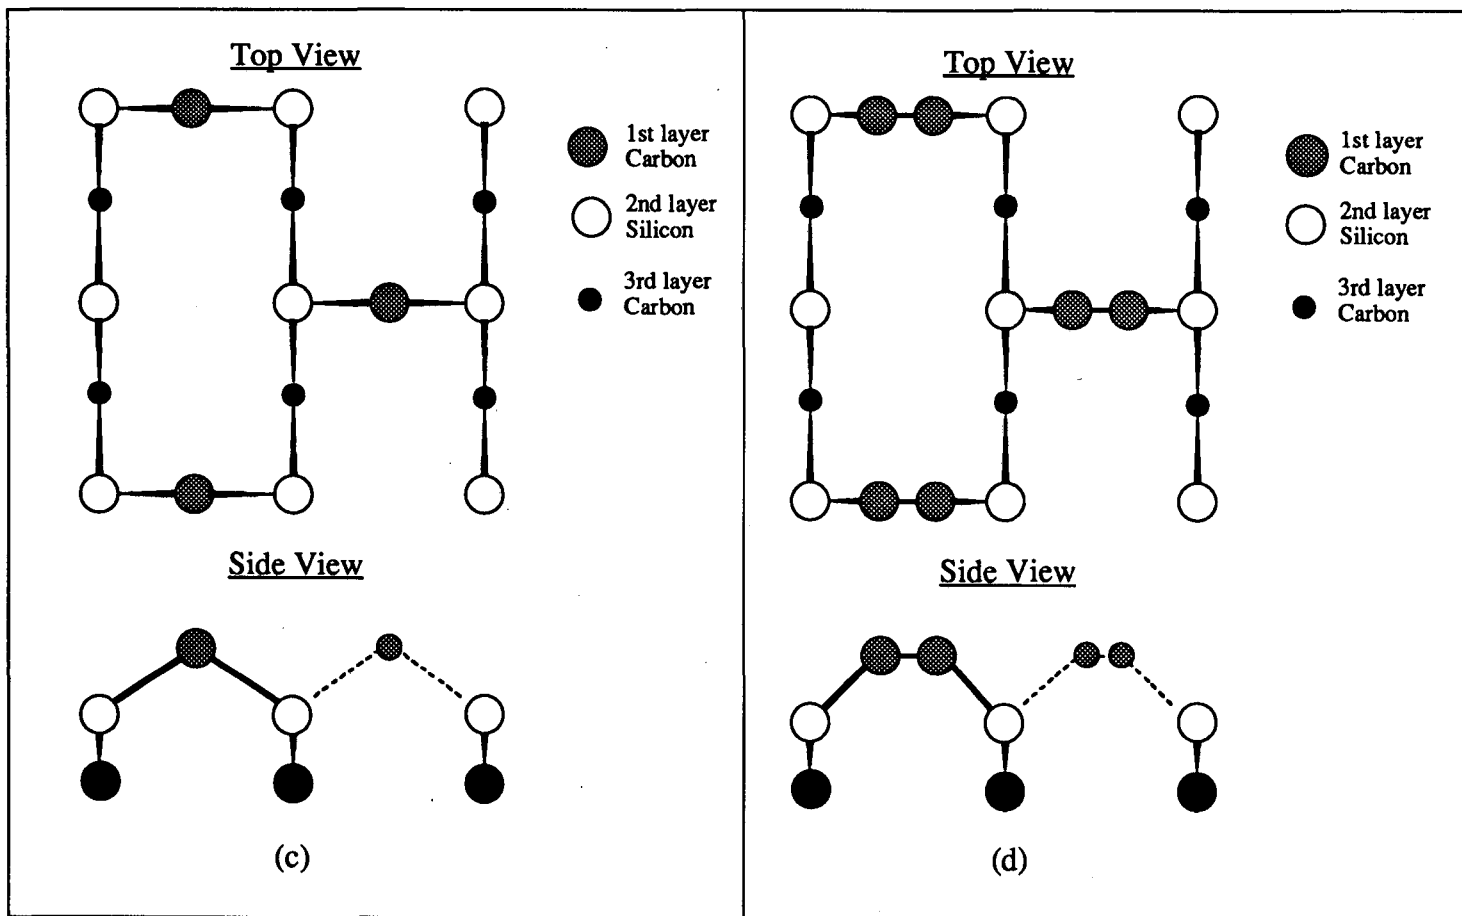 Top View
1st layer
Carbon
2nd layer
Silicon
3rd layer
Carbon
Side View
(c)
Top View
1st layer
Carbon
2nd layer
Silicon
3rd layer
Carbon
Side View
(d)